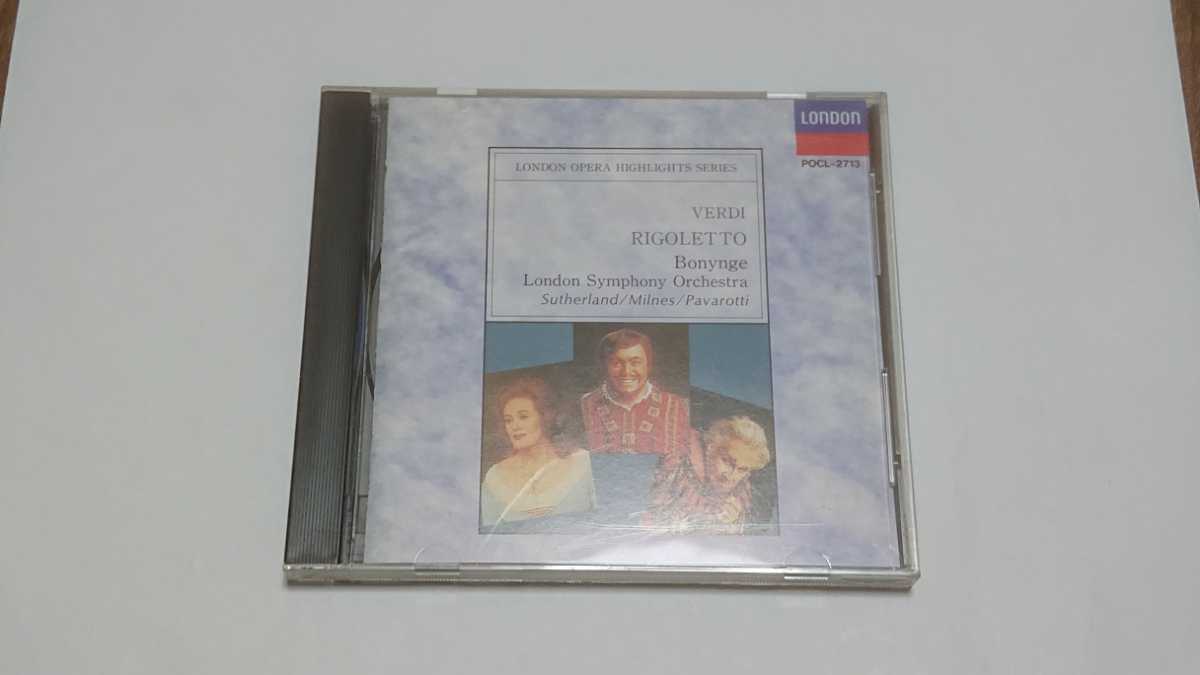 LONDON
POCL-2713
LONDON OPERA HIGHLIGHTS SERIES
VERDI
RIGOLETTO
Bonynge
London Symphony Orchestra
Sutherland/Milnes/Pavarotti